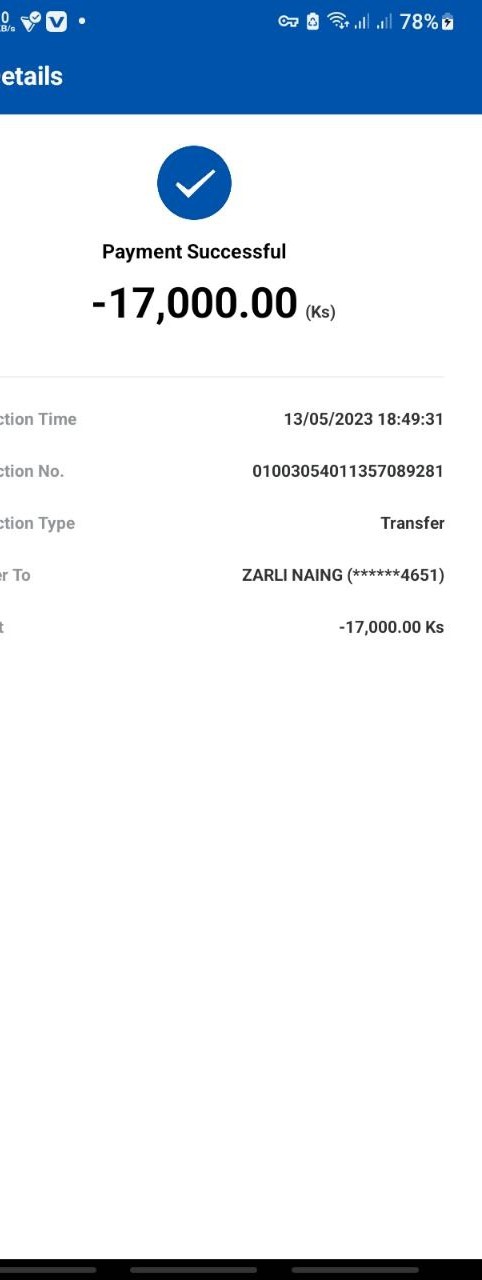 0
B/s
78%
etails
Payment Successful
-17,000.00 (Ks)
ction Time 13/05/2023 18:49:31
ction No. 01003054011357089281
ction Type Transfer
er To ZARLI NAING (******4651)
t -17,000.00 Ks